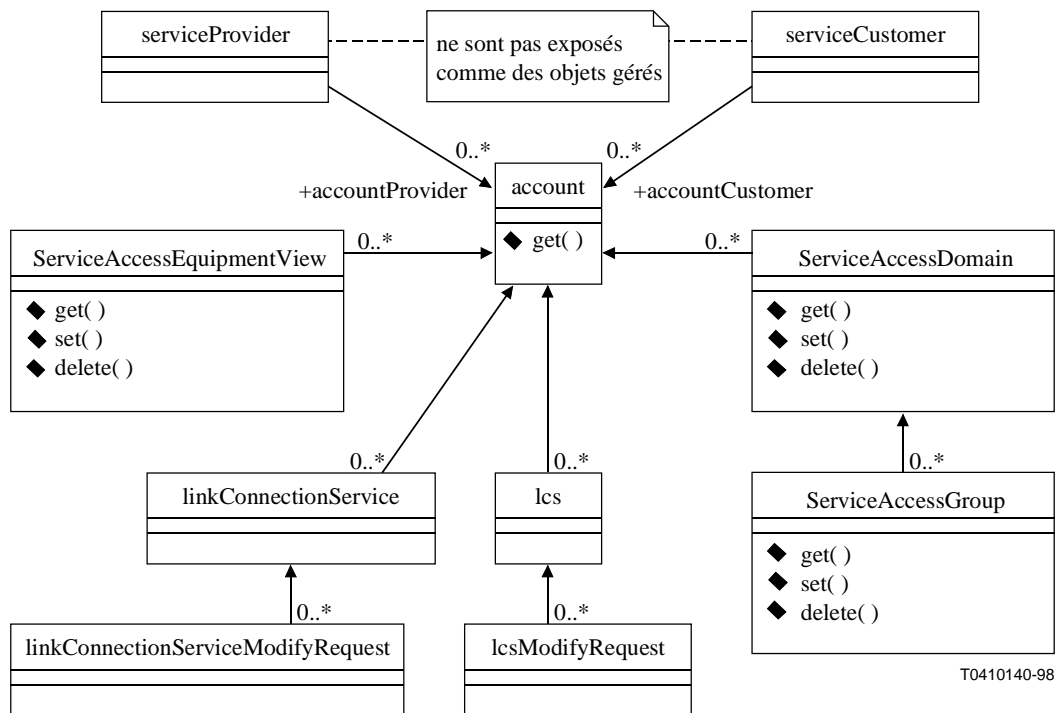 serviceProvider
ne sont pas exposés
comme des objets gérés
serviceCustomer
0..*
0..*
+accountProvider
account
+accountCustomer
get( )
ServiceAccessEquipmentView
0..*
get( )
set( )
delete( )
0..*
ServiceAccessDomain
get( )
set( )
delete( )
0..*
linkConnectionService
0..*
lcs
0..*
ServiceAccessGroup
get( )
set( )
delete( )
0..*
linkConnectionServiceModifyRequest
0..*
lcsModifyRequest
T0410140-98